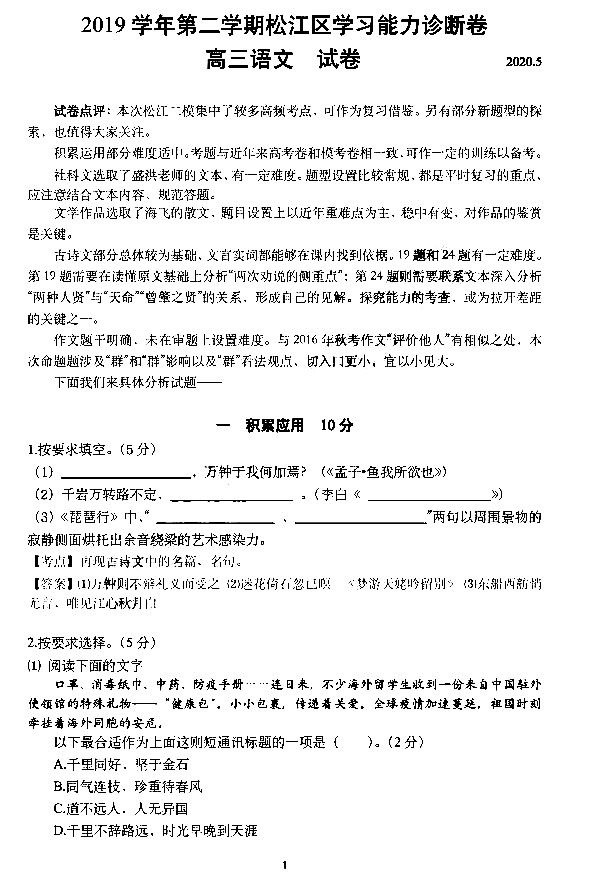 2019 学年第二学期松江区学习能力诊断卷
高三语文 试卷
2020.5
试卷点评：本次松江二模集中了较多高频考点，可作为复习借鉴。另有部分新题型的探
索，也值得大家关注。
积累运用部分难度适中。考题与近年来高考卷和模考卷相一致，可作一定的训练以备考。
社科文选取了盛洪老师的文本，有一定难度。题型设置比较常规，都是平时复习的重点，
应注意结合文本内容，规范答题。
文学作品选取了海飞的散文，题目设置上以近年重难点为主，稳中有变，对作品的鉴赏
是关键。
古诗文部分总体较为基础，文言实词都能够在课内找到依据。19 题和 24 题有一定难度。
第 19 题需要在读懂原文基础上分析“两次劝说的侧重点”；第 24 题则需要联系文本深入分析
“两种人贤”与“天命”“曾肇之贤”的关系，形成自己的见解。探究能力的考查，或为拉开差距
的关键之一。
作文题干明确，未在审题上设置难度。与 2016 年秋考作文“评价他人”有相似之处，本
次命题题涉及“群”和“群”影响以及“群”看法观点，切入口更小，宜以小见大。
下面我们来具体分析试题——
一 积累应用 10 分
1.按要求填空。（5 分）
（1）________________，万钟于我何加焉？（《孟子•鱼我所欲也》）
（2）千岩万转路不定，________________。（李白《 ________________》）
（3）《琵琶行》中，“ ________________ ，________________”两句以周围景物的
寂静侧面烘托出余音绕梁的艺术感染力。
【考点】再现古诗文中的名篇、名句。
【答案】(1)万钟则不辩礼义而受之 (2)迷花倚石忽已暝 《梦游天姥吟留别》 (3)东船西舫悄
无言，唯见江心秋月白
2.按要求选择。（5 分）
(1) 阅读下面的文字
口罩、消毒纸巾、中药、防疫手册……连日来，不少海外留学生收到一份来自中国驻外
使领馆的特殊礼物——“健康包”。小小包裹，传递着关爱。全球疫情加速蔓延，祖国时刻
牵挂着海外同胞的安危。
以下最合适作为上面这则短通讯标题的一项是（ ）。（2 分）
A.千里同好，坚于金石
B.同气连枝，珍重待春风
C.道不远人，人无异国
D.千里不辞路远，时光早晚到天涯
1